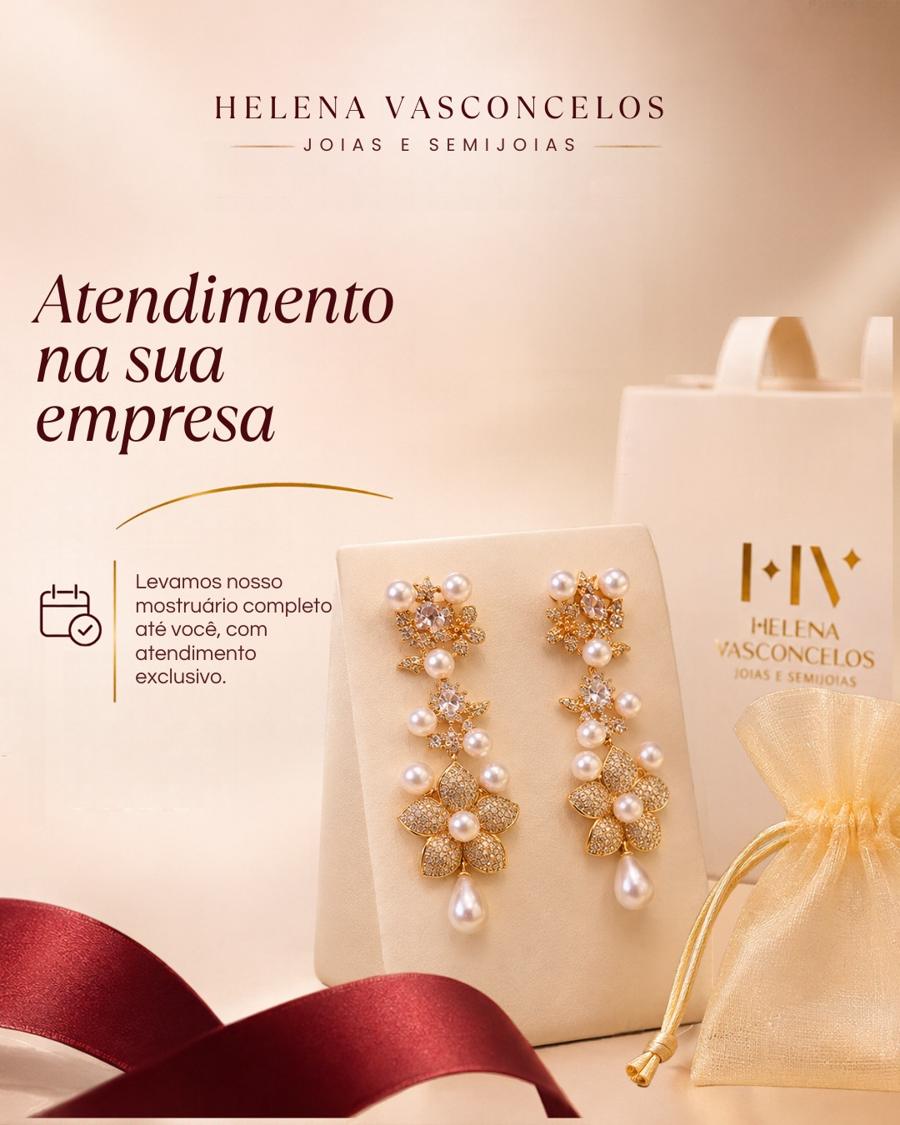 HELENA VASCONCELOS
JOIAS E SEMIJOIAS
Atendimento
na sua
empresa
Levamos nosso
mostruário completo
até você, com
atendimento
exclusivo.
HV
HELENA
VASCONCELOS
JOIAS E SEMIJOIAS